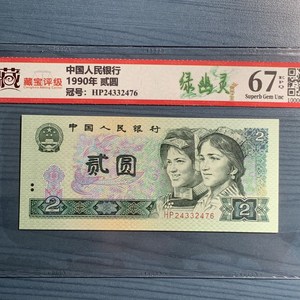 藏宝评级
中国人民银行
1990年 贰圆
冠号: HP24332476
绿幽灵
67
EPQ
Superb Gem Unc
中国人民银行
2
贰圆
HP24332476
2
2